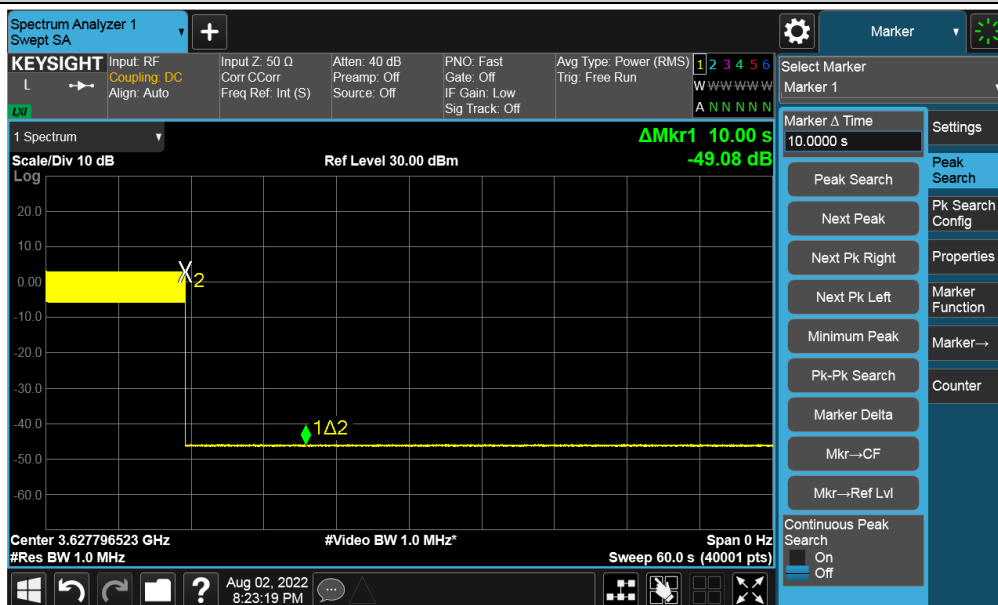 Spectrum Analyzer 1
Swept SA
+
Marker
KEYSIGHT
L
LXI
Input: RF
Coupling: DC
Align: Auto
Input Z: 50 Ω
Corr CCorr
Freq Ref: Int (S)
Atten: 40 dB
Preamp: Off
Source: Off
PNO: Fast
Gate: Off
IF Gain: Low
Sig Track: Off
Avg Type: Power (RMS)
Trig: Free Run
1 2 3 4 5 6
W W W W W W
A N N N N N
Select Marker
Marker 1
1 Spectrum
ΔMkr1 10.00 s
-49.08 dB
Scale/Div 10 dB
Ref Level 30.00 dBm
Log
20.0
10.0
0.00
-10.0
-20.0
-30.0
-40.0
-50.0
-60.0
X2
1Δ2
Center 3.627796523 GHz
#Video BW 1.0 MHz*
Span 0 Hz
#Res BW 1.0 MHz
Sweep 60.0 s (40001 pts)
Marker Δ Time
10.0000 s
Peak Search
Next Peak
Next Pk Right
Next Pk Left
Minimum Peak
Pk-Pk Search
Marker Delta
Mkr→CF
Mkr→Ref Lvl
Continuous Peak
Search
On
Off
Settings
Peak
Search
Pk Search
Config
Properties
Marker
Function
Marker→
Counter
?
Aug 02, 2022
8:23:19 PM